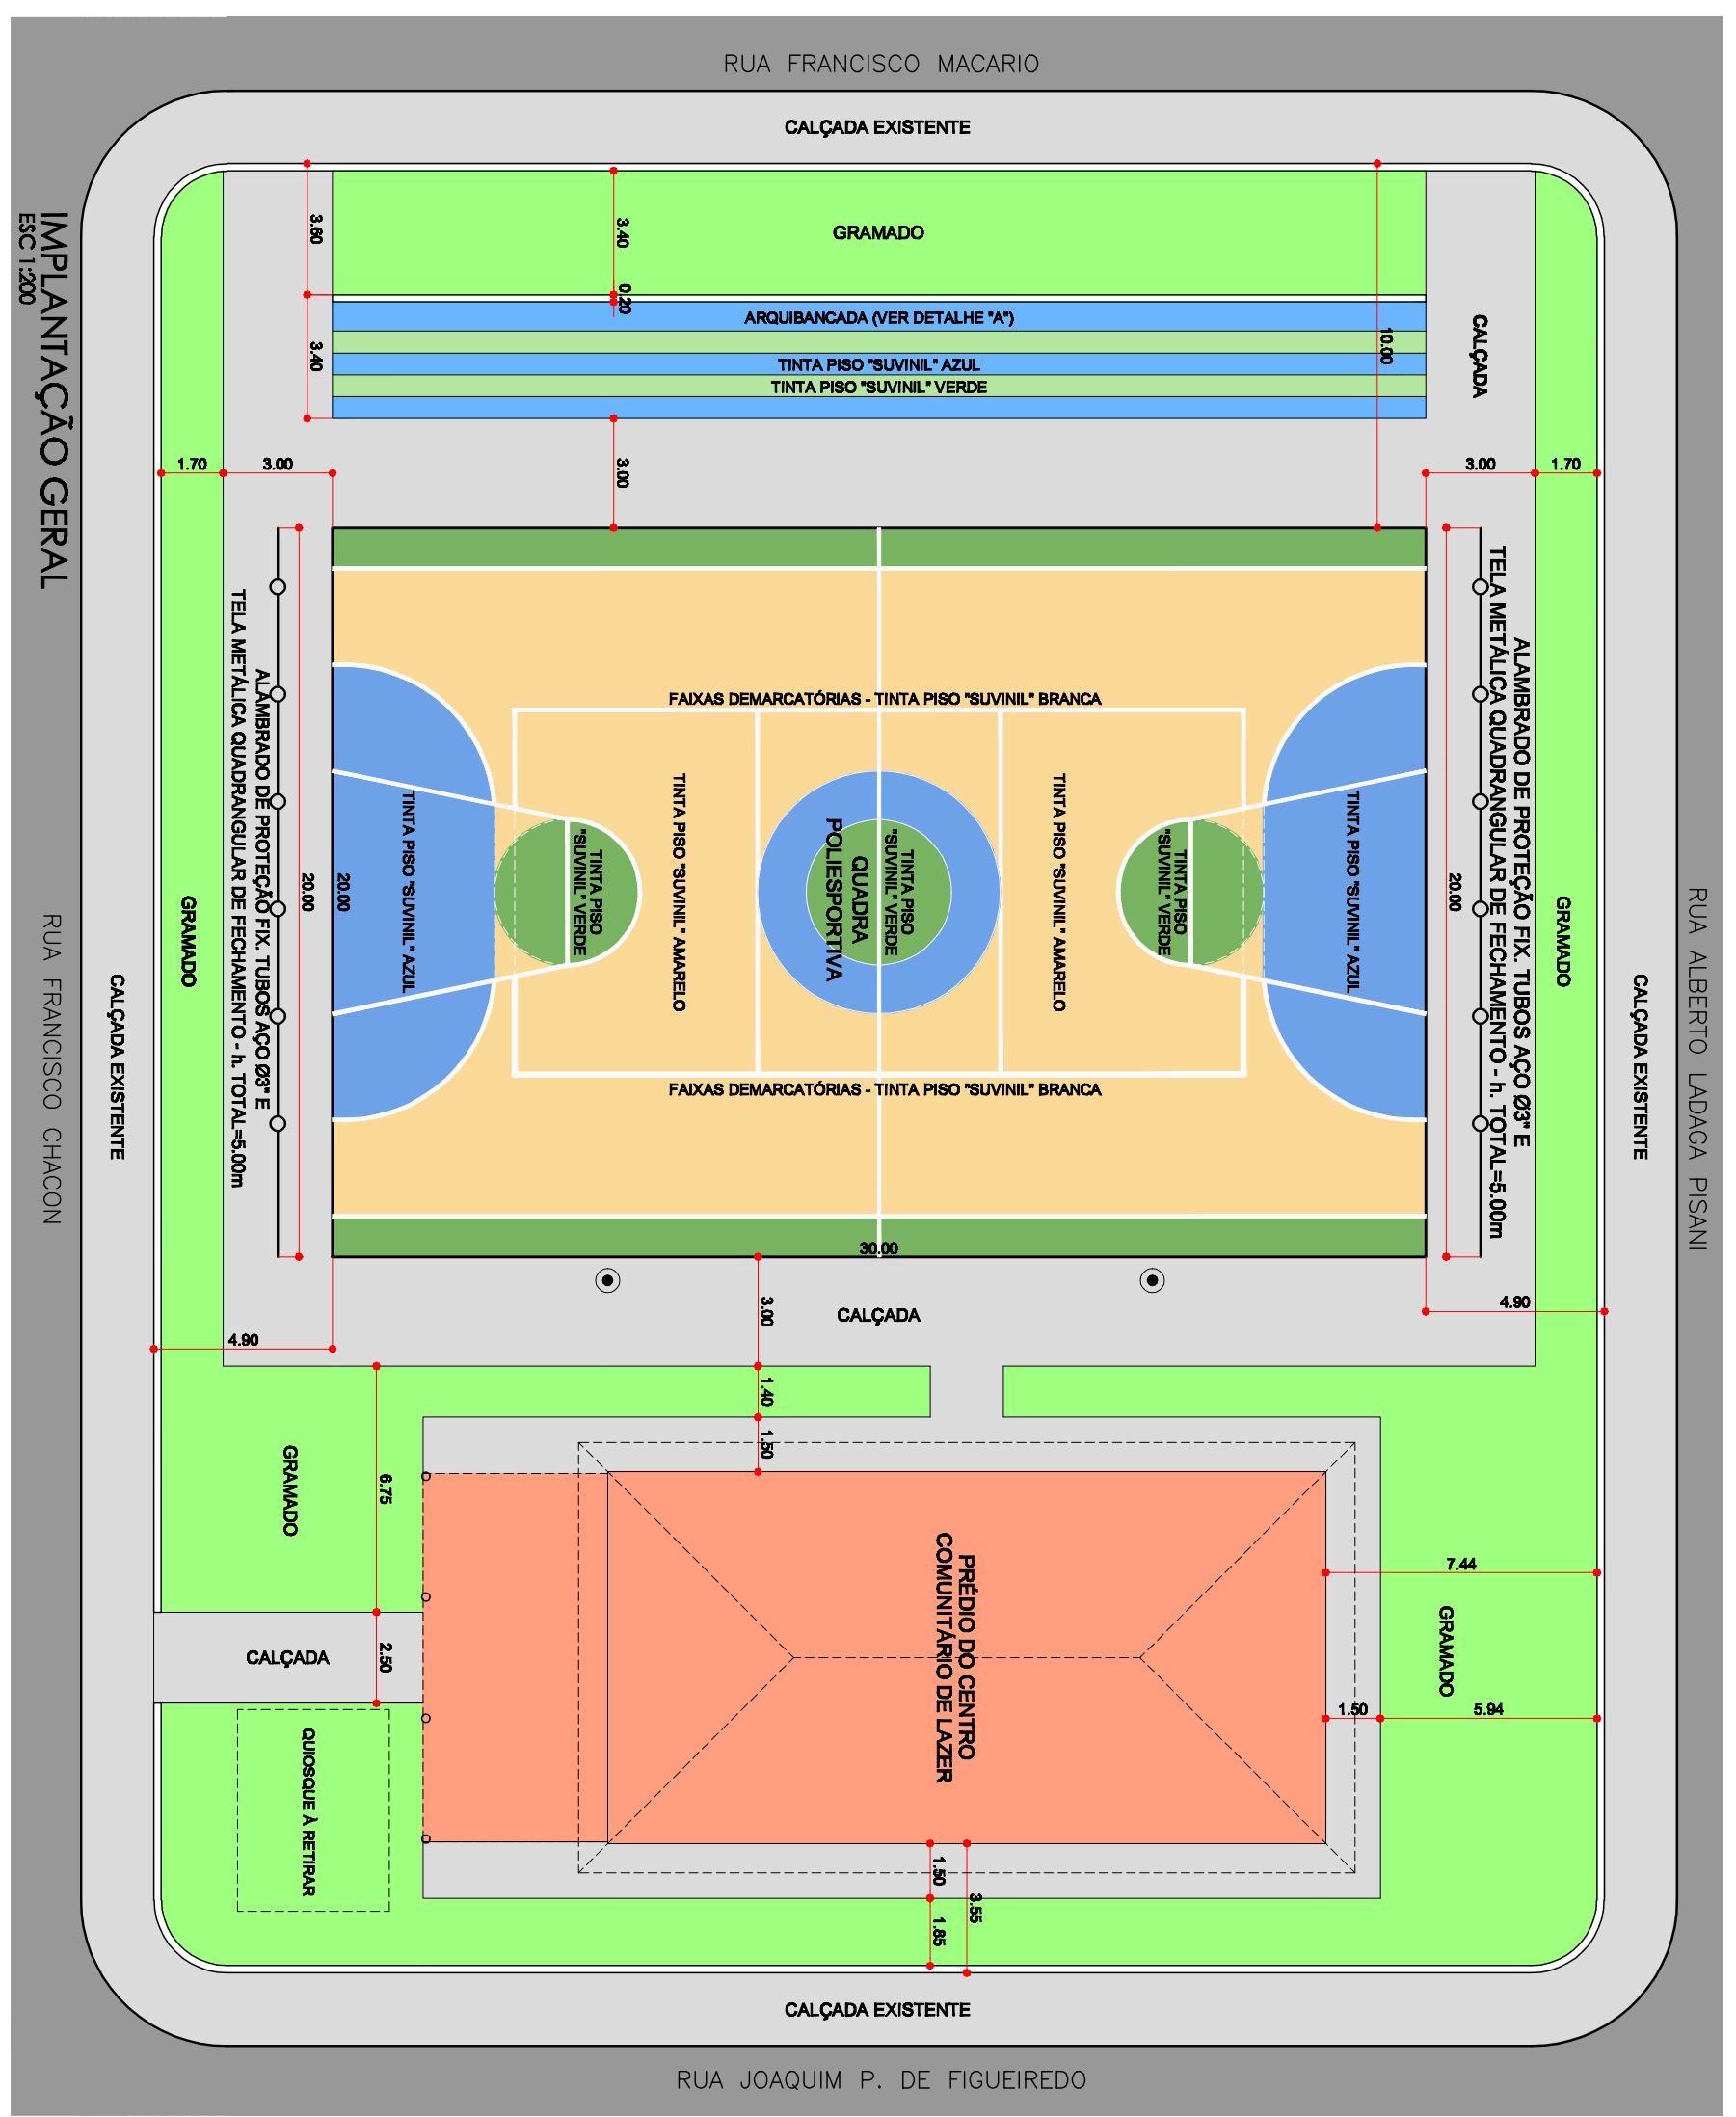 RUA FRANCISCO MACARIO
CALÇADA EXISTENTE
IMPLANTAÇÃO GERAL
ESC 1:200
3.60
3.40
GRAMADO
0.20
ARQUIBANCADA (VER DETALHE "A")
10.00
CALÇADA
3.40
TINTA PISO "SUVINIL" AZUL
TINTA PISO "SUVINIL" VERDE
1.70
3.00
3.00
3.00
1.70
ALAMBRADO DE PROTEÇÃO FIX. TUBOS AÇO Ø3" E
TELA METÁLICA QUADRANGULAR DE FECHAMENTO - h. TOTAL=5.00m
ALAMBRADO DE PROTEÇÃO FIX. TUBOS AÇO Ø3" E
TELA METÁLICA QUADRANGULAR DE FECHAMENTO - h. TOTAL=5.00m
FAIXAS DEMARCATÓRIAS - TINTA PISO "SUVINIL" BRANCA
RUA FRANCISCO CHACON
CALÇADA EXISTENTE
GRAMADO
20.00
20.00
TINTA PISO "SUVINIL" AZUL
TINTA PISO
"SUVINIL" VERDE
TINTA PISO "SUVINIL" AMARELO
QUADRA
POLIESPORTIVA
TINTA PISO
"SUVINIL" VERDE
TINTA PISO "SUVINIL" AMARELO
TINTA PISO
"SUVINIL" VERDE
TINTA PISO "SUVINIL" AZUL
20.00
GRAMADO
CALÇADA EXISTENTE
RUA ALBERTO LADAGA PISANI
FAIXAS DEMARCATÓRIAS - TINTA PISO "SUVINIL" BRANCA
30.00
3.00
CALÇADA
4.90
4.90
1.40
1.50
GRAMADO
6.75
PRÉDIO DO CENTRO
COMUNITÁRIO DE LAZER
7.44
GRAMADO
CALÇADA
2.50
1.50
5.94
QUIOSQUE À RETIRAR
1.50
3.55
1.85
CALÇADA EXISTENTE
RUA JOAQUIM P. DE FIGUEIREDO